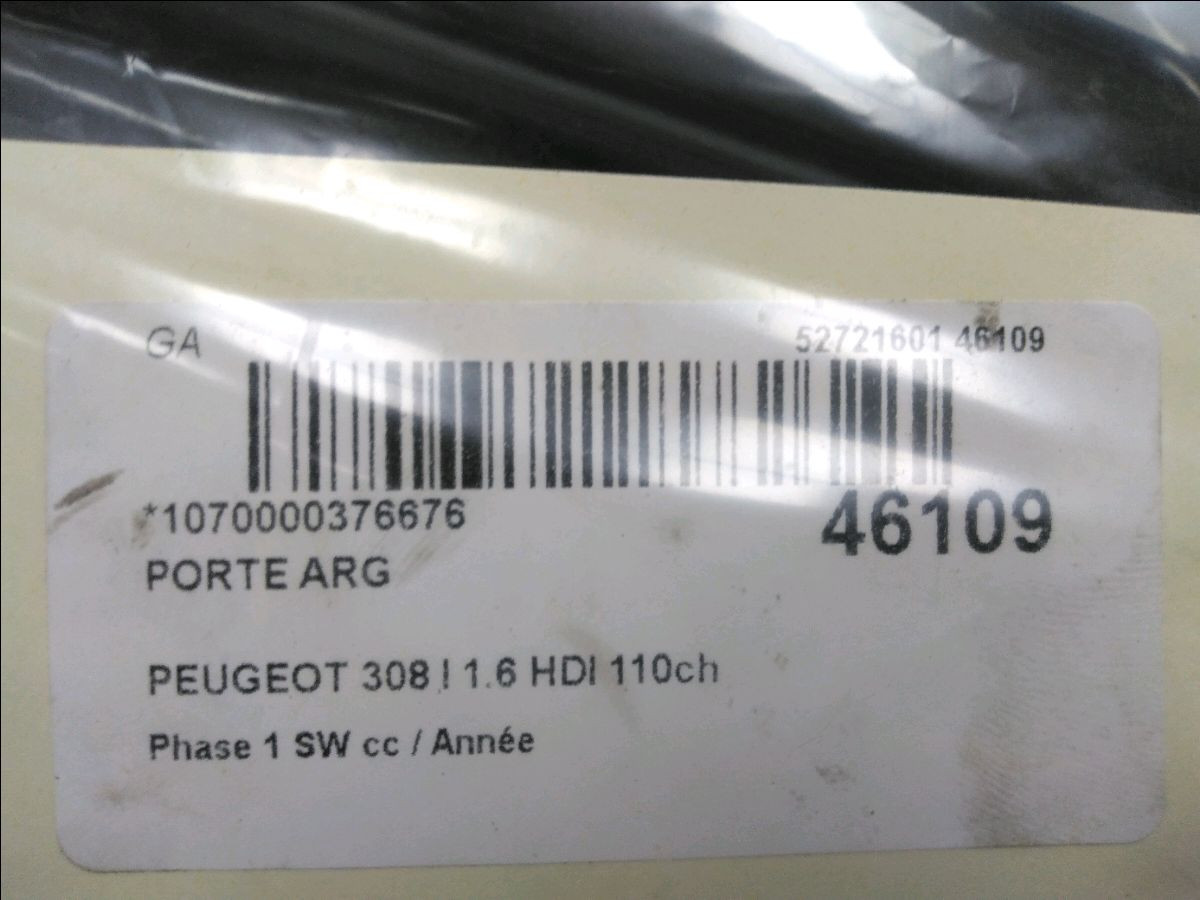 GA
52721601 46109
*1070000376676
46109
PORTE ARG
PEUGEOT 308 I 1.6 HDI 110ch
Phase 1 SW cc / Année